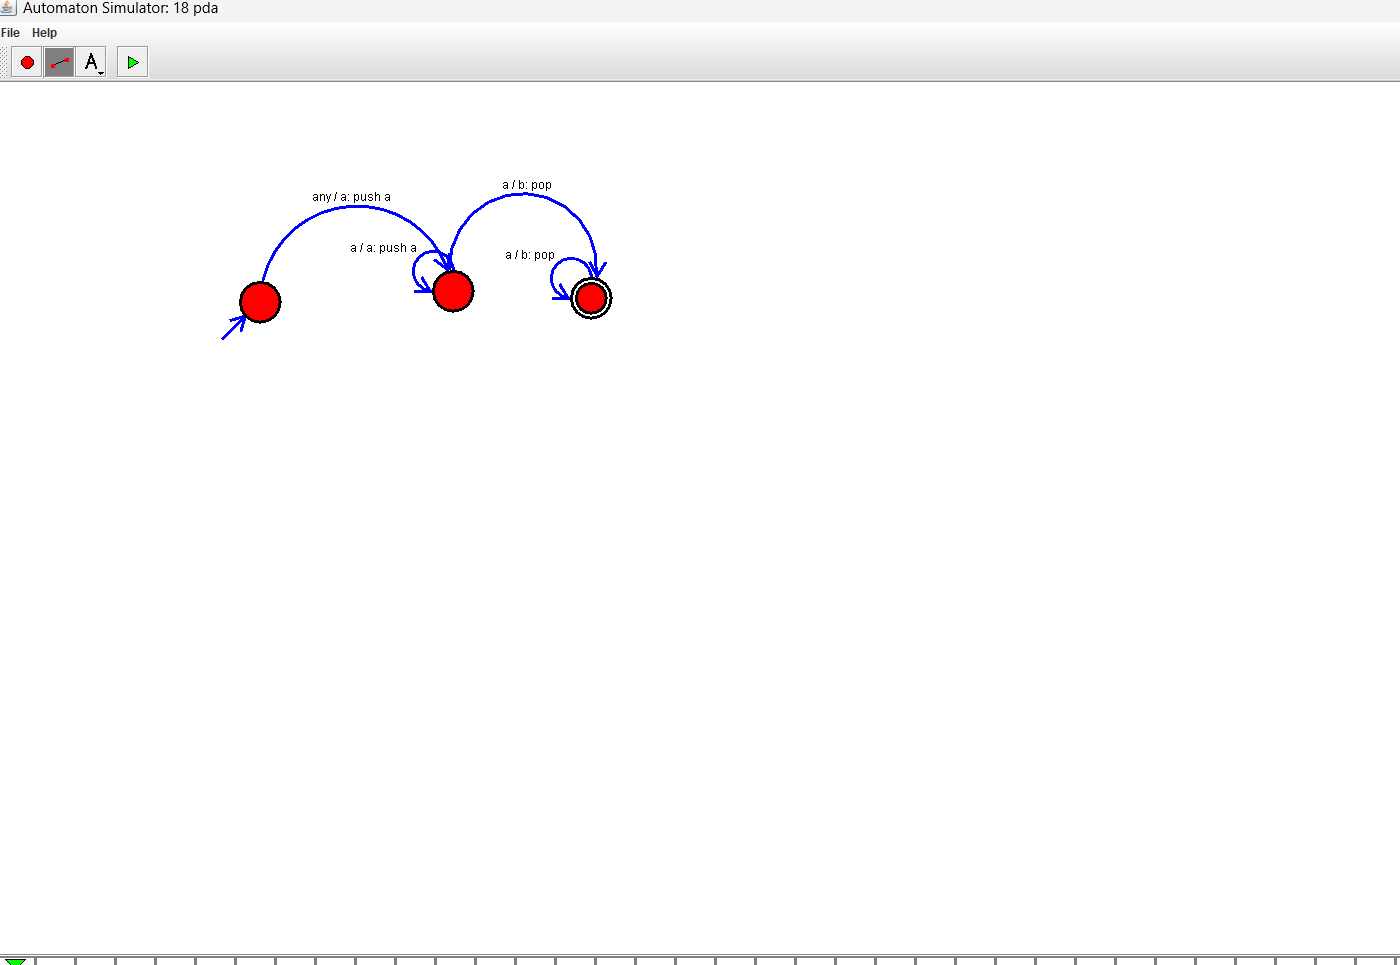 Automaton Simulator: 18 pda
File Help
A
a / b: pop
any / a: push a
a / a: push a
a / b: pop